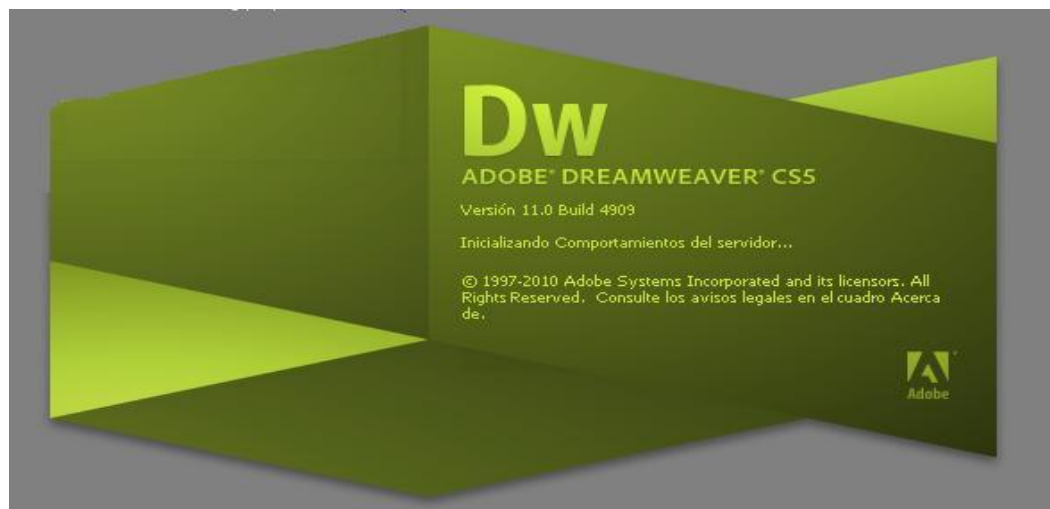 Dw
ADOBE® DREAMWEAVER® CS5
Versión 11.0 Build 4909
Inicializando Comportamientos del servidor...
© 1997-2010 Adobe Systems Incorporated and its licensors. All
Rights Reserved. Consulte los avisos legales en el cuadro Acerca
de.
Adobe